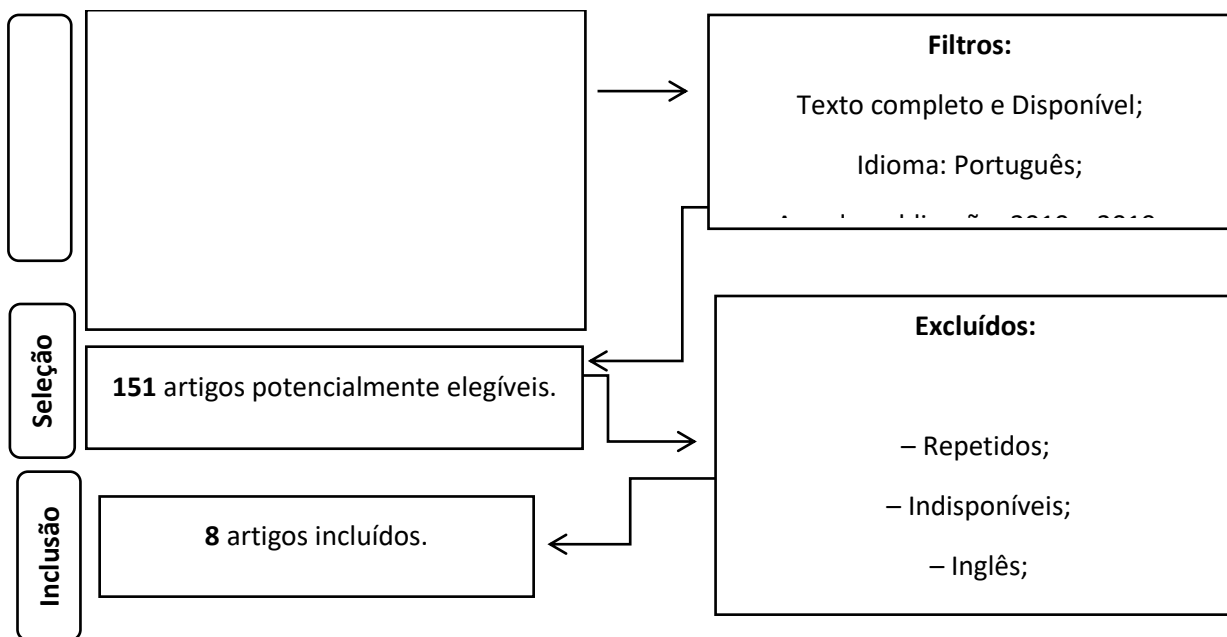 Filtros:
Texto completo e Disponível;
Idioma: Português;
Seleção
151 artigos potencialmente elegíveis.
Excluídos:
– Repetidos;
– Indisponíveis;
– Inglês;
Inclusão
8 artigos incluídos.